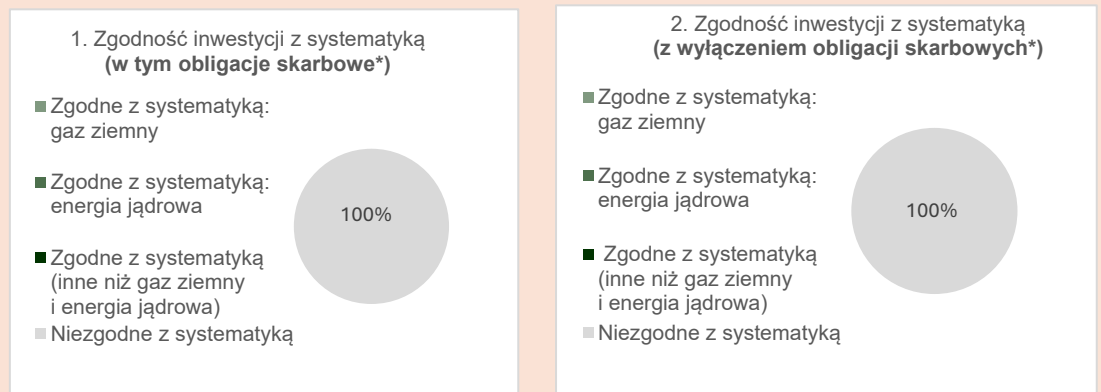 1. Zgodność inwestycji z systematyką
(w tym obligacje skarbowe*)
Zgodne z systematyką:
gaz ziemny
Zgodne z systematyką:
energia jądrowa
Zgodne z systematyką
(inne niż gaz ziemny
i energia jądrowa)
Niezgodne z systematyką
100%
2. Zgodność inwestycji z systematyką
(z wyłączeniem obligacji skarbowych*)
Zgodne z systematyką:
gaz ziemny
Zgodne z systematyką:
energia jądrowa
Zgodne z systematyką
(inne niż gaz ziemny
i energia jądrowa)
Niezgodne z systematyką
100%